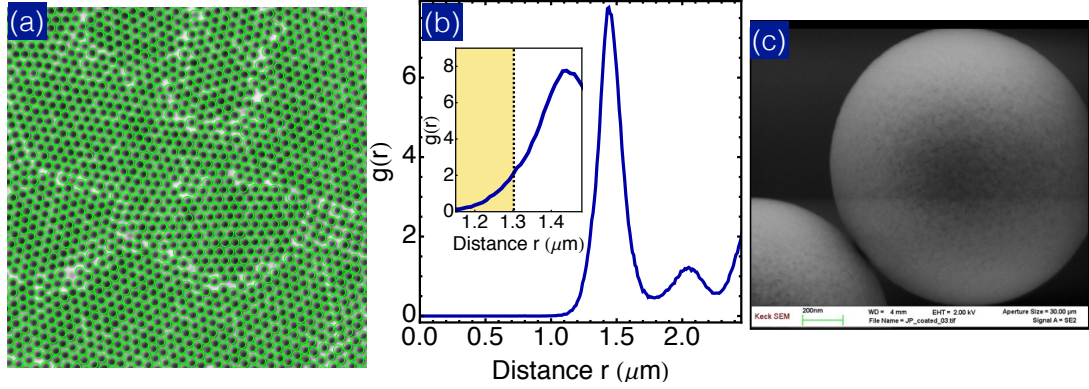 (a)
(b)
g(r)
0
2
4
6
0.0
0.5
1.0
1.5
2.0
Distance r (μm)
g(r)
0
2
4
6
8
1.2
1.3
1.4
Distance r (μm)
(c)
Keck SEM
200nm
WD = 4 mm
EHT = 2.00 kV
Aperture Size = 30.00 µm
File Name = JP_coated_03.tif
Signal A = SE2